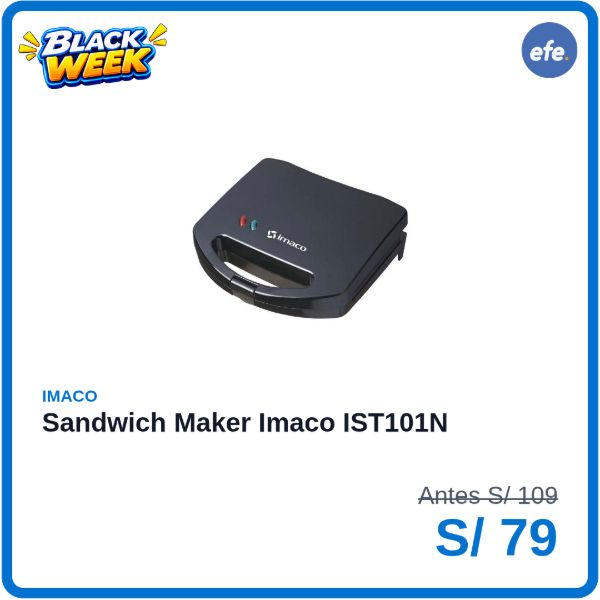 BLACK
WEEK
efe.
imaco
IMACO
Sandwich Maker Imaco IST101N
Antes S/ 109
S/ 79